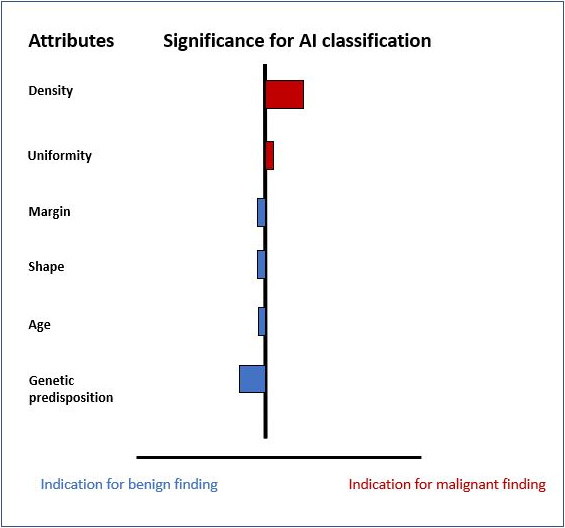 Attributes Significance for AI classification
Density
Uniformity
Margin
Shape
Age
Genetic
predisposition
Indication for benign finding Indication for malignant finding